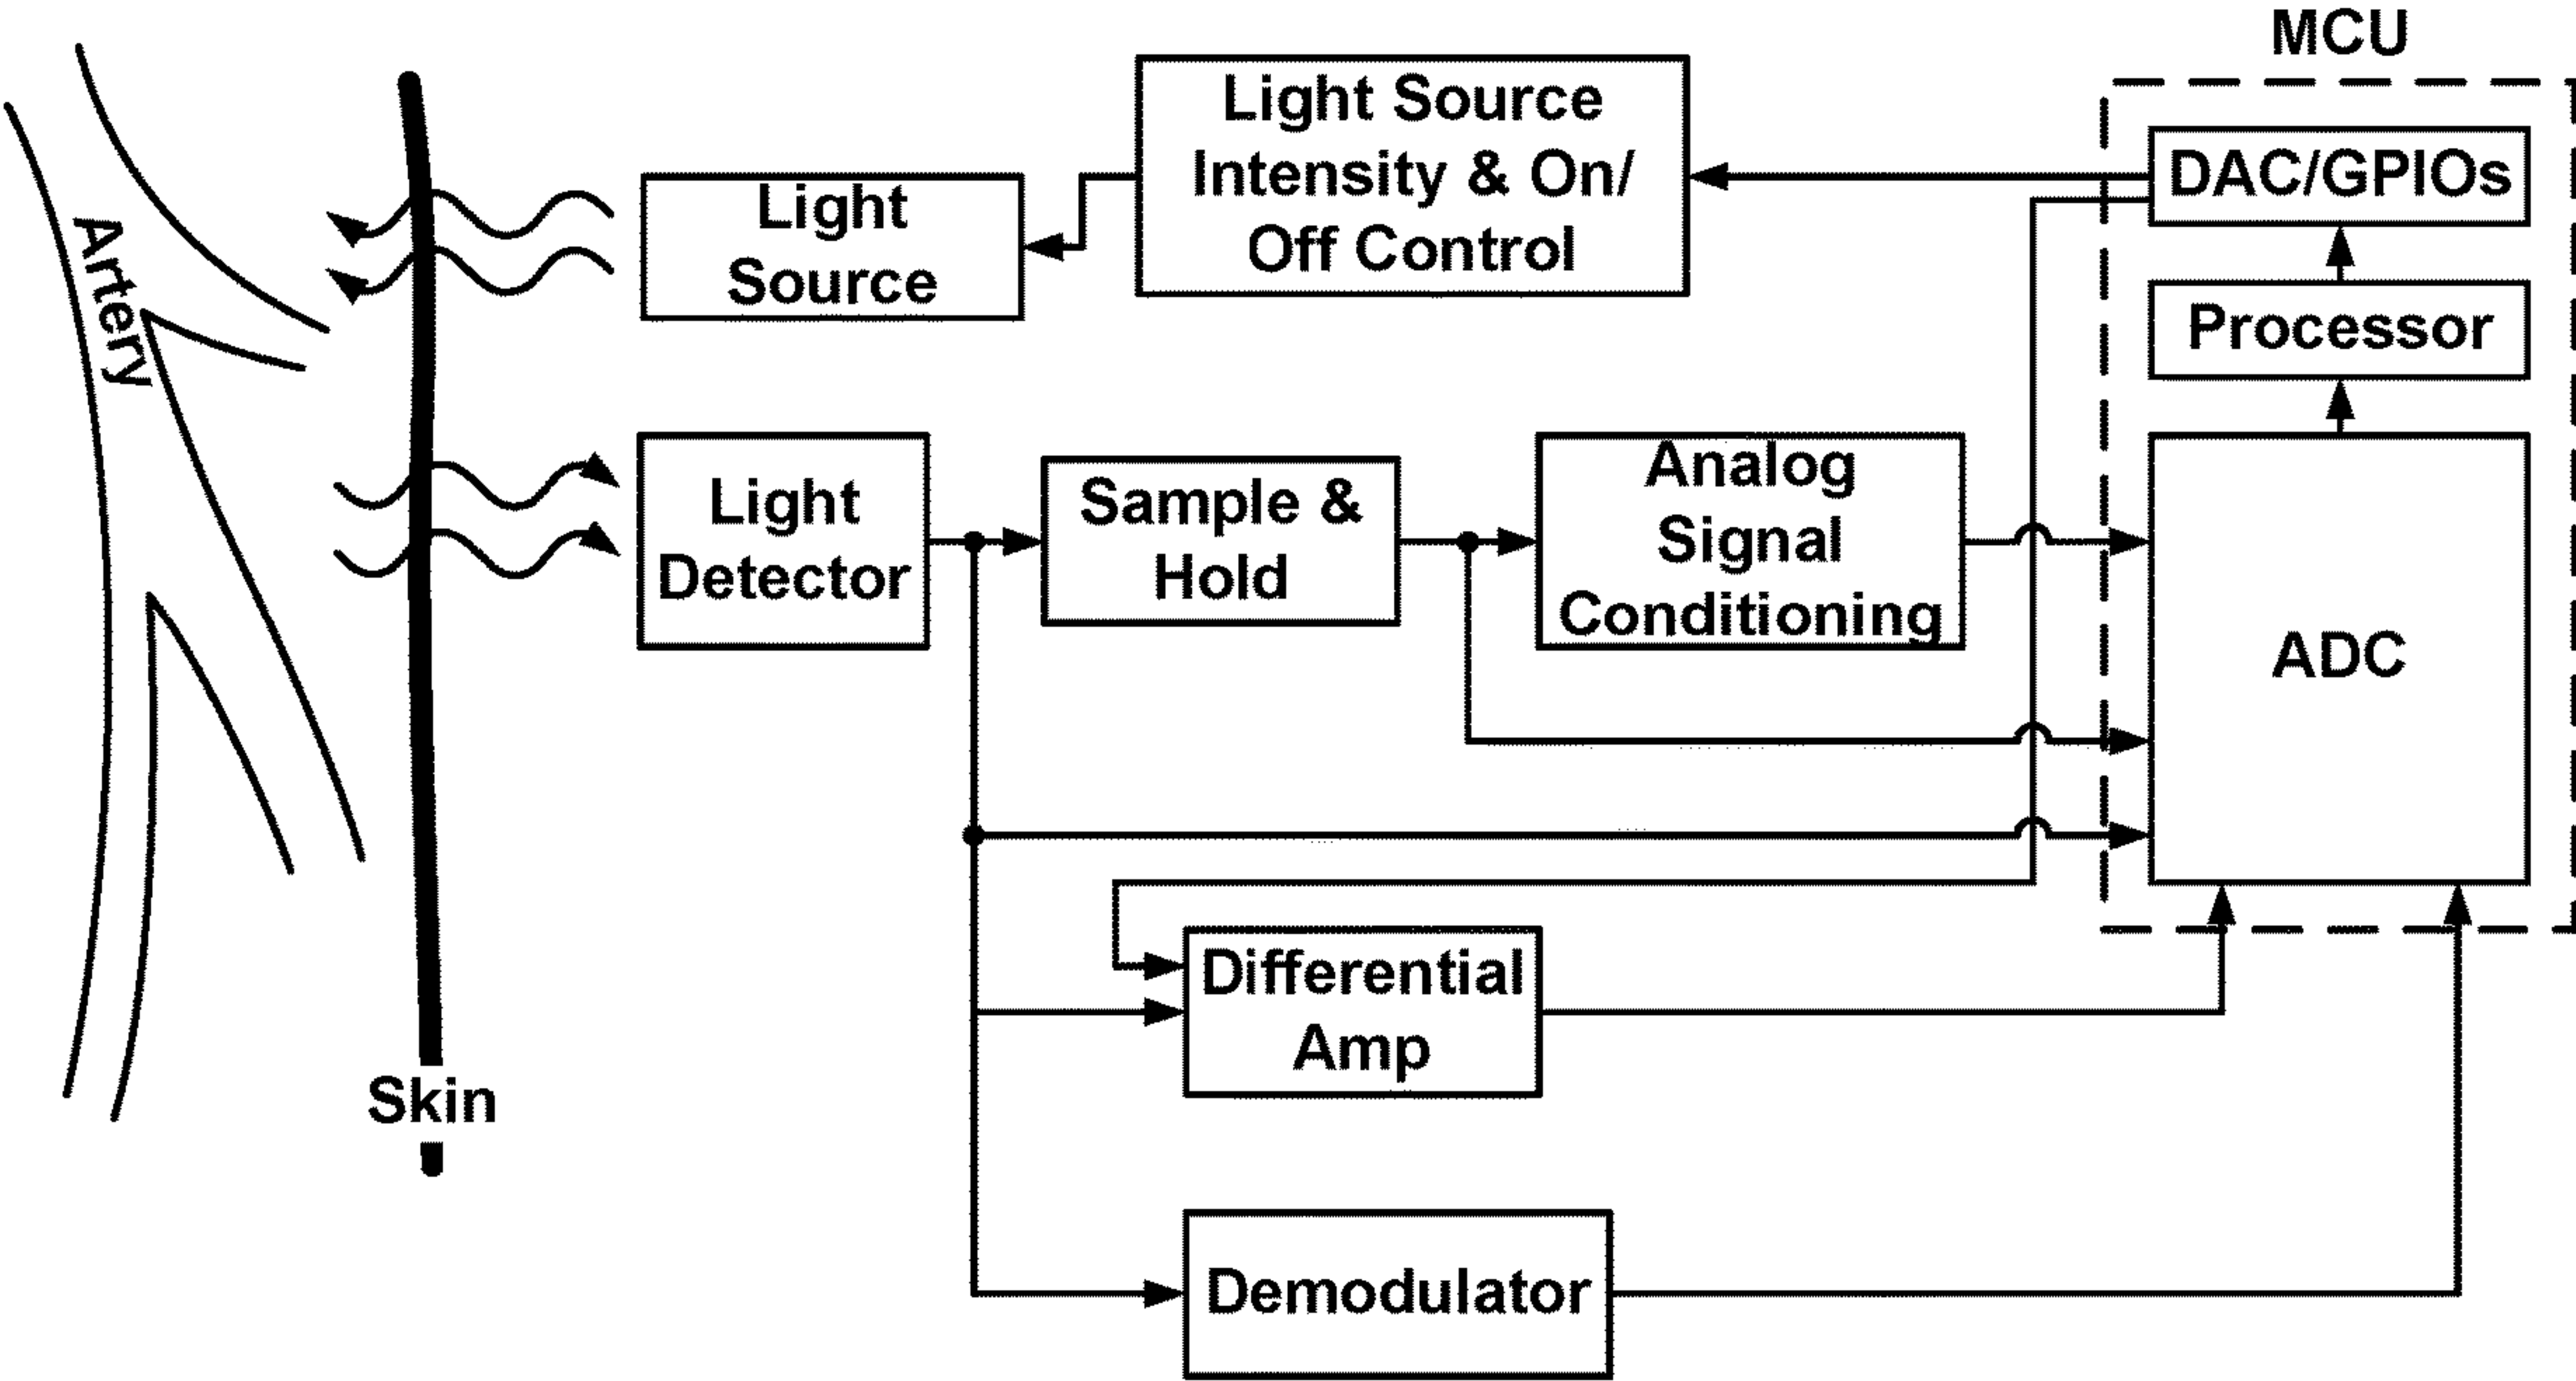 MCU
Light Source
Intensity & On/
Off Control
DAC/GPIOs
Light
Source
Artery
Processor
Light
Detector
Sample &
Hold
Analog
Signal
Conditioning
ADC
Differential
Amp
Skin
Demodulator